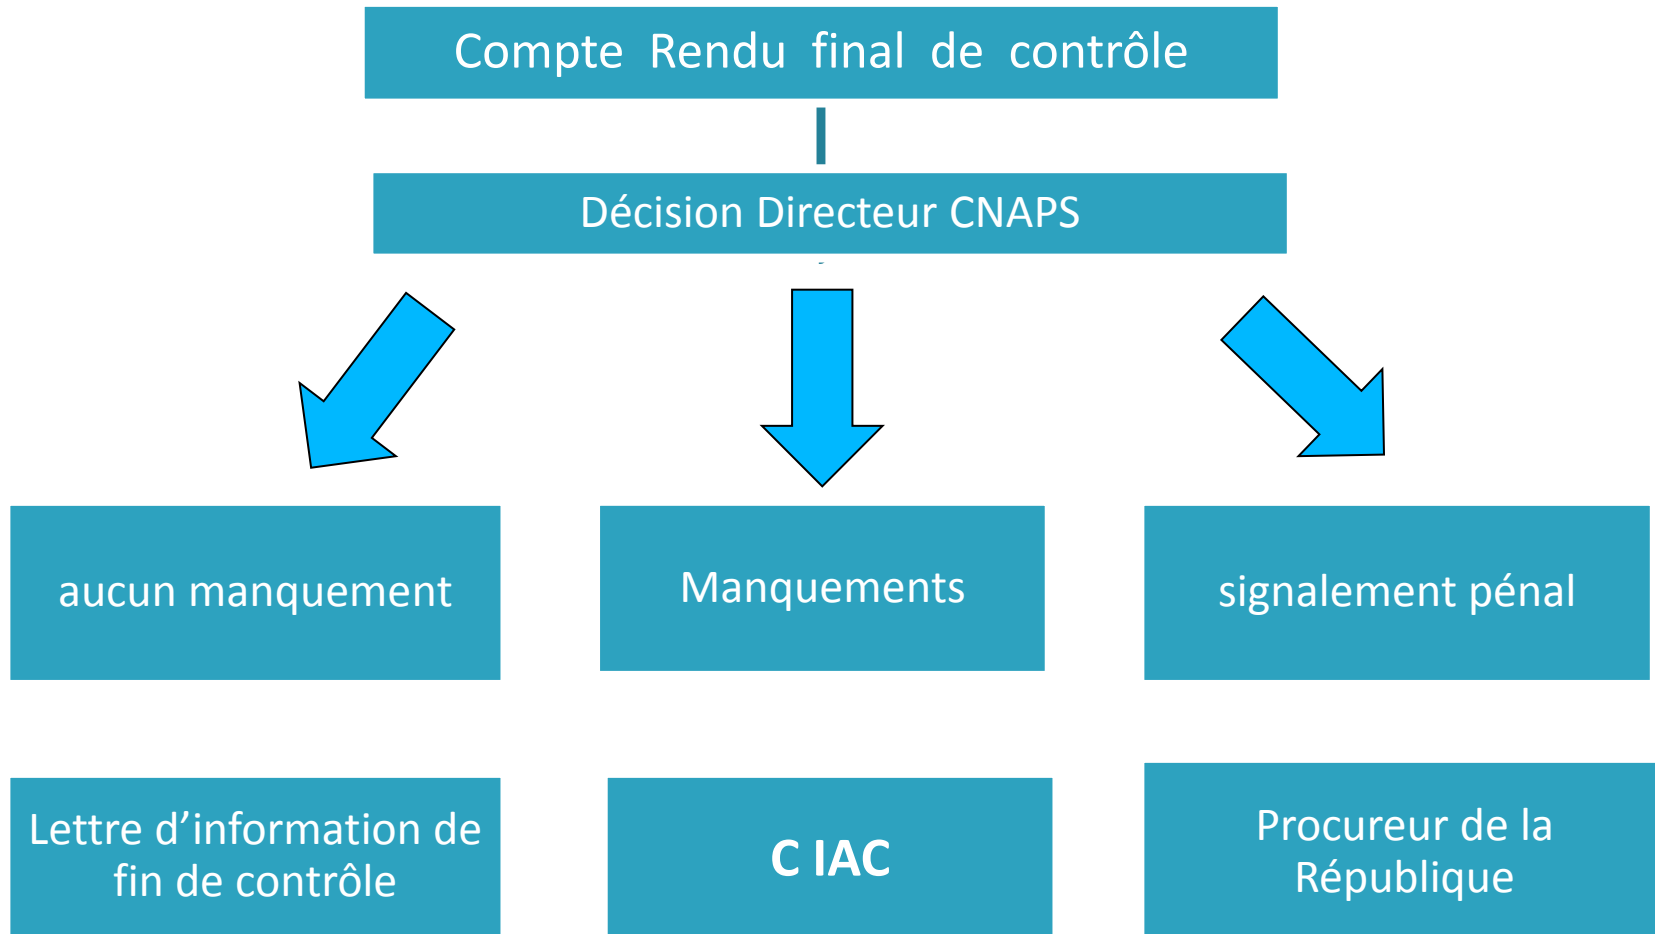 Compte Rendu final de contrôle
Décision Directeur CNAPS
aucun manquement
Manquements
signalement pénal
Lettre d’information de
fin de contrôle
C IAC
Procureur de la
République